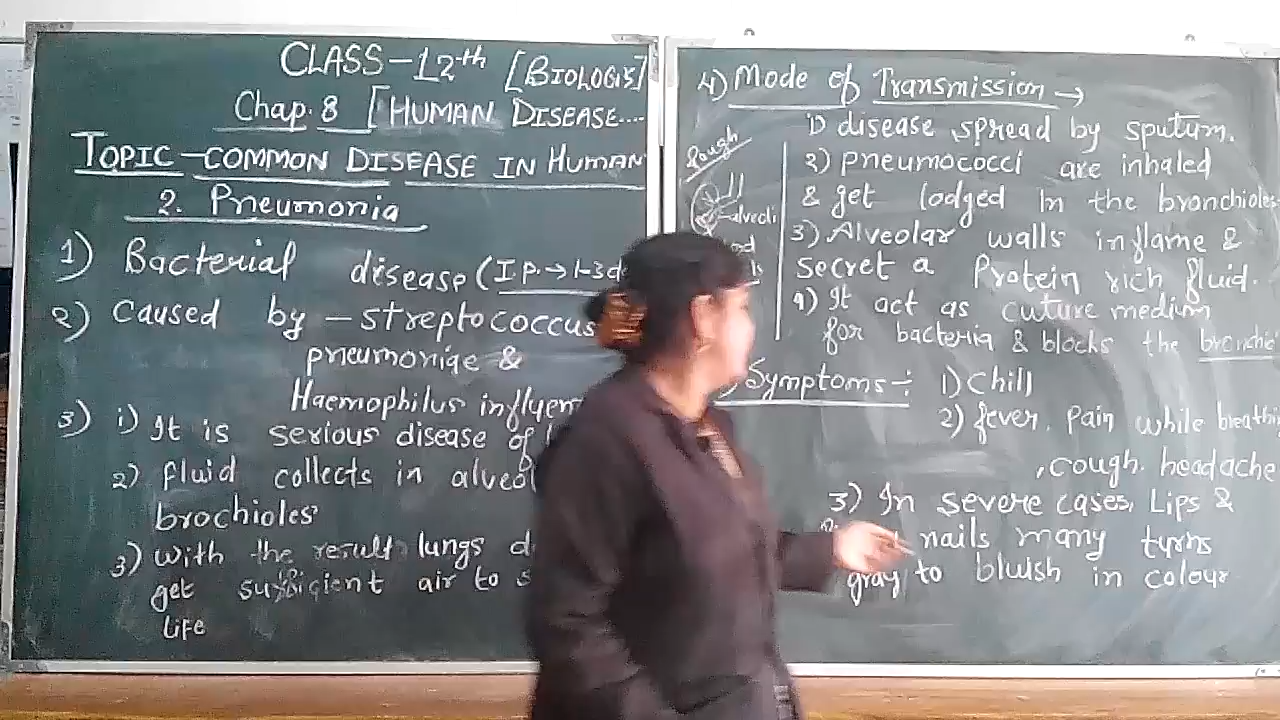 CLASS-12th [BIOLOGY]
Chap. 8 [HUMAN DISEASE....
TOPIC-COMMON DISEASE IN HUMAN
2. Pneumonia
1) Bacterial disease (I.P. → 1-3 d
2) Caused by - streptococcus
pneumoniae &
Haemophilus influen
3) i) It is serious disease of
2) fluid collects in alveol
brochioles
3) with the result lungs d
get sufficient air to s
life
4) Mode of Transmission →
1) disease spread by sputum.
2) pneumococci are inhaled
& get lodged in the bronchioles
3) Alveolar walls inflame &
secret a Protein rich fluid.
4) It act as cuture medium
for bacteria & blocks the bronchio
Rough
alveoli
Symptoms :- 1) Chill
2) fever, pain while breathi
, cough. headache
3) In severe cases, Lips &
nails many turns
gray to bluish in colour